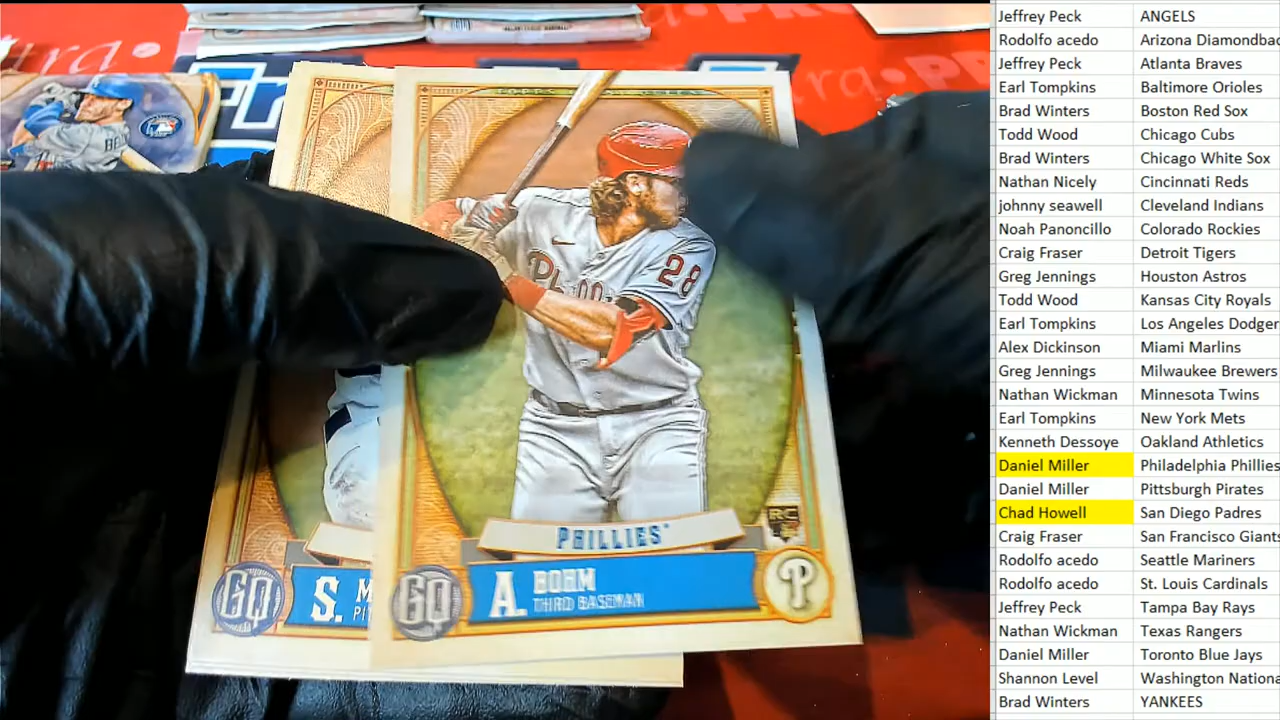 TOPPS GYPSY QUEEN
Phillies
28
PHILLIES
RC
A. BOHM
THIRD BASEMAN
GQ
P
GQ
S. M
PIT
Jeffrey Peck ANGELS
Rodolfo acedo Arizona Diamondbac
Jeffrey Peck Atlanta Braves
Earl Tompkins Baltimore Orioles
Brad Winters Boston Red Sox
Todd Wood Chicago Cubs
Brad Winters Chicago White Sox
Nathan Nicely Cincinnati Reds
johnny seawell Cleveland Indians
Noah Panoncillo Colorado Rockies
Craig Fraser Detroit Tigers
Greg Jennings Houston Astros
Todd Wood Kansas City Royals
Earl Tompkins Los Angeles Dodger
Alex Dickinson Miami Marlins
Greg Jennings Milwaukee Brewers
Nathan Wickman Minnesota Twins
Earl Tompkins New York Mets
Kenneth Dessoye Oakland Athletics
Daniel Miller Philadelphia Phillies
Daniel Miller Pittsburgh Pirates
Chad Howell San Diego Padres
Craig Fraser San Francisco Giants
Rodolfo acedo Seattle Mariners
Rodolfo acedo St. Louis Cardinals
Jeffrey Peck Tampa Bay Rays
Nathan Wickman Texas Rangers
Daniel Miller Toronto Blue Jays
Shannon Level Washington Nationa
Brad Winters YANKEES